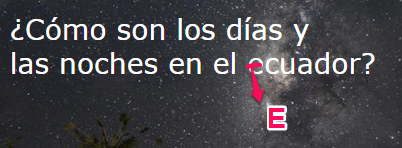 ¿Cómo son los días y
las noches en el ecuador?
E